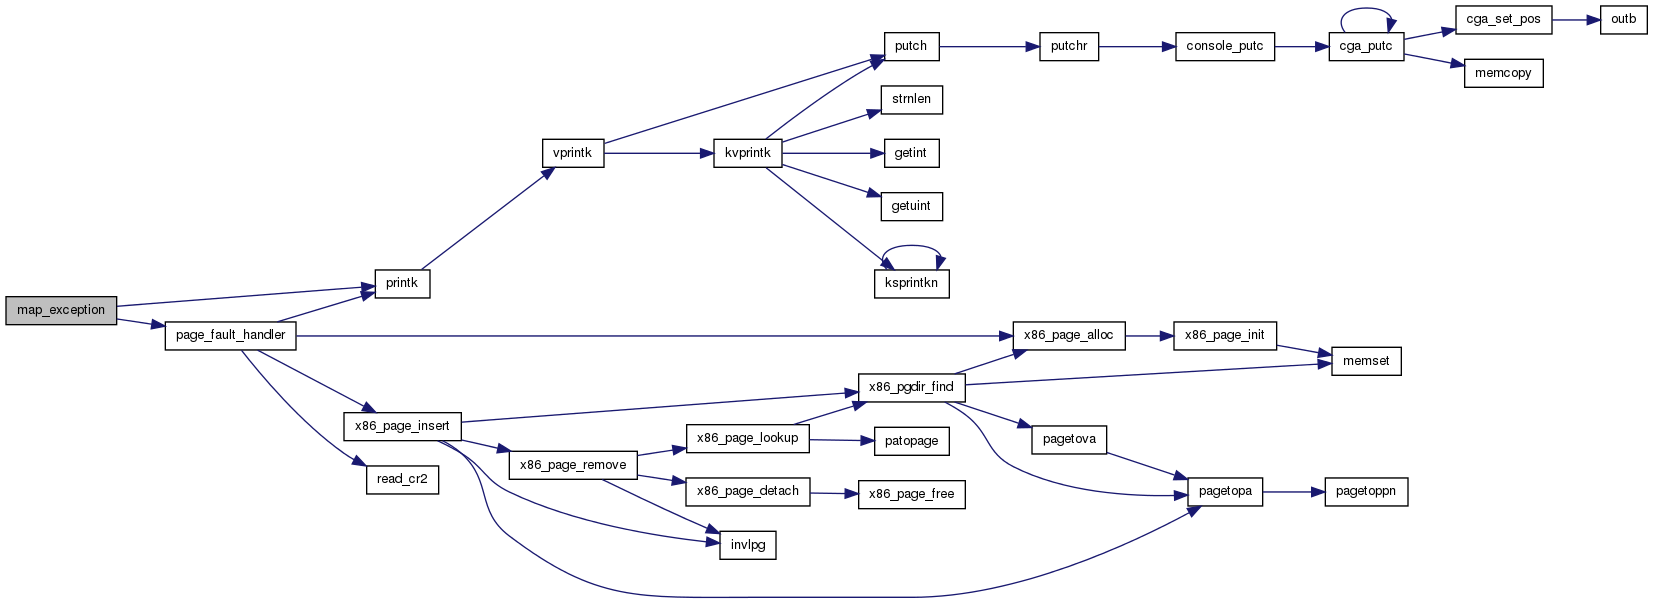 cga_set_pos
outb
putch
putchr
console_putc
cga_putc
memcopy
strnlen
vprintk
kvprintk
getint
getuint
printk
ksprintkn
map_exception
page_fault_handler
x86_page_alloc
x86_page_init
memset
x86_pgdir_find
x86_page_insert
x86_page_lookup
patopage
pagetova
x86_page_remove
read_cr2
x86_page_detach
x86_page_free
pagetopa
pagetoppn
invlpg